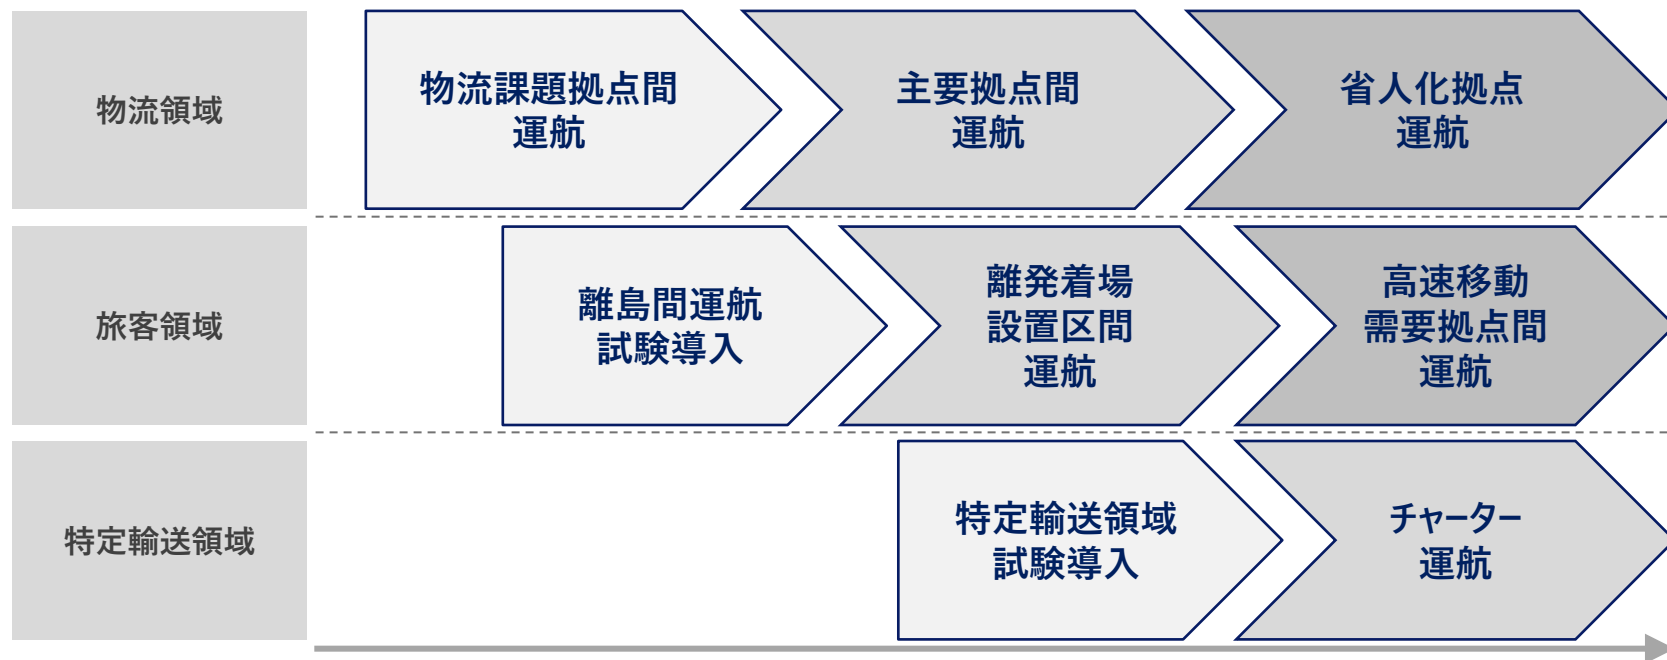 物流領域
物流課題拠点間
運航
主要拠点間
運航
省人化拠点
運航
旅客領域
離島間運航
試験導入
離発着場
設置区間
運航
高速移動
需要拠点間
運航
特定輸送領域
特定輸送領域
試験導入
チャーター
運航